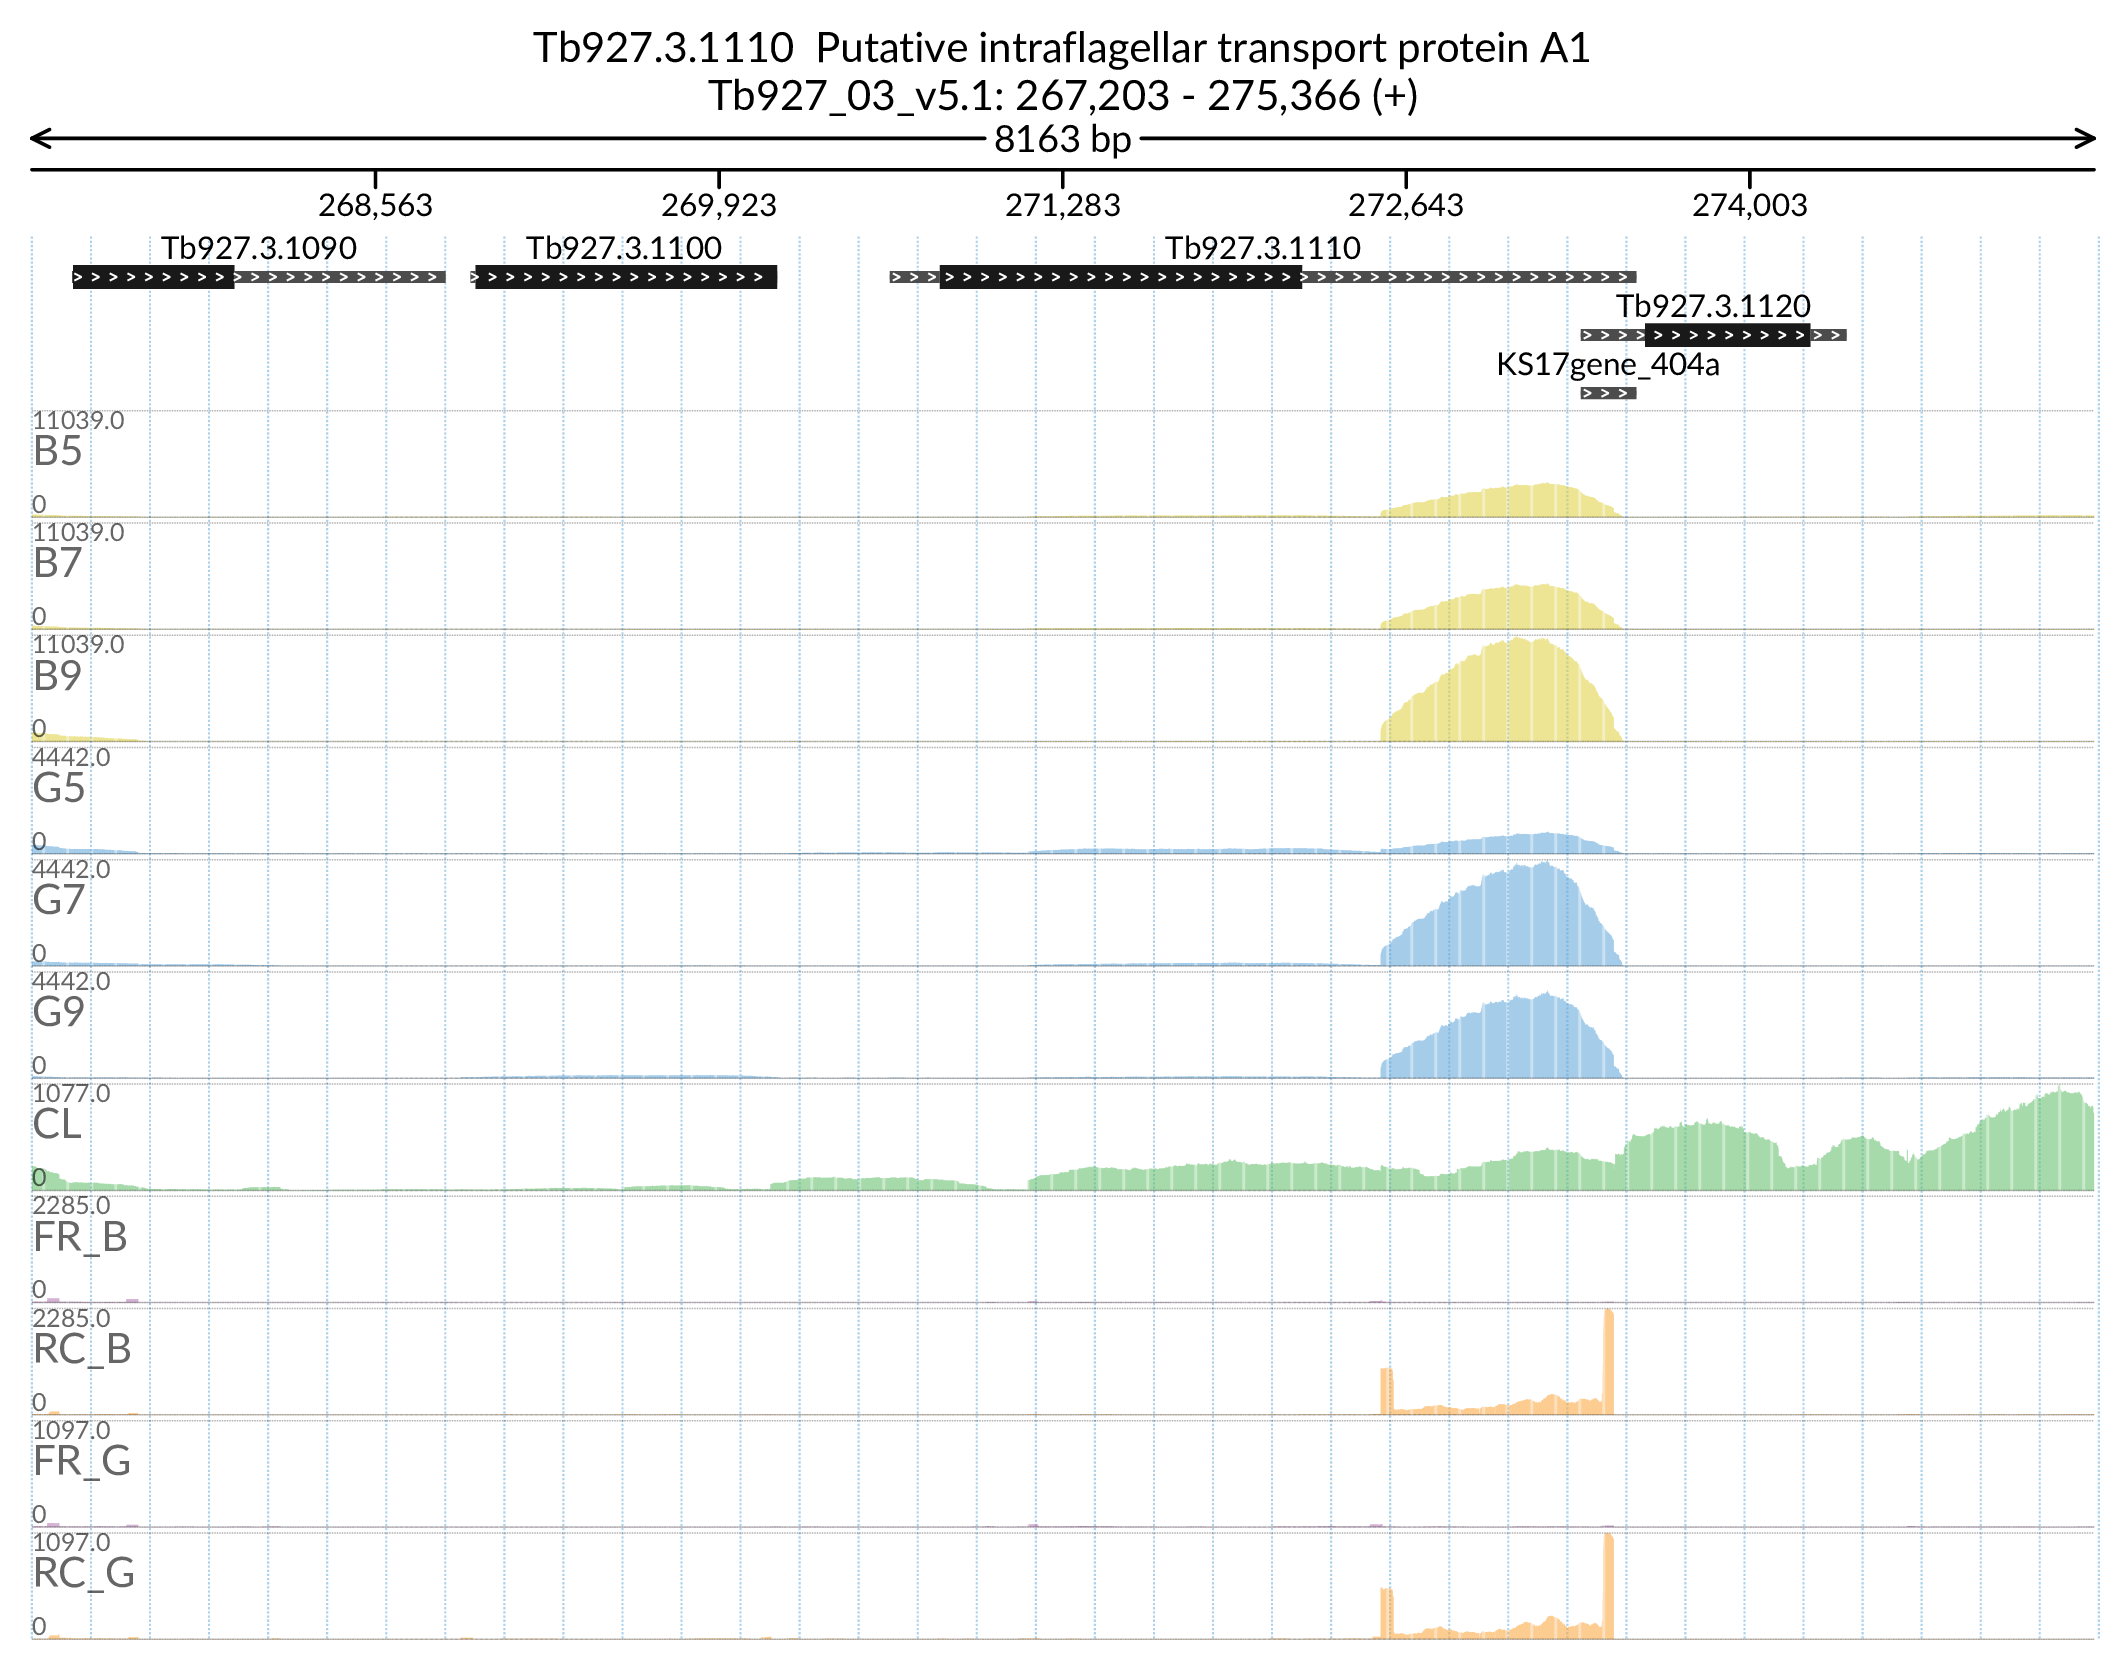 Tb927.3.1110 Putative intraflagellar transport protein A1
Tb927_03_v5.1: 267,203 - 275,366 (+)
8163 bp
268,563 269,923 271,283 272,643 274,003
Tb927.3.1090 Tb927.3.1100 Tb927.3.1110
Tb927.3.1120
KS17gene_404a
11039.0
B5
0
11039.0
B7
0
11039.0
B9
0
4442.0
G5
0
4442.0
G7
0
4442.0
G9
0
1077.0
CL
0
2285.0
FR_B
0
2285.0
RC_B
0
1097.0
FR_G
0
1097.0
RC_G
0